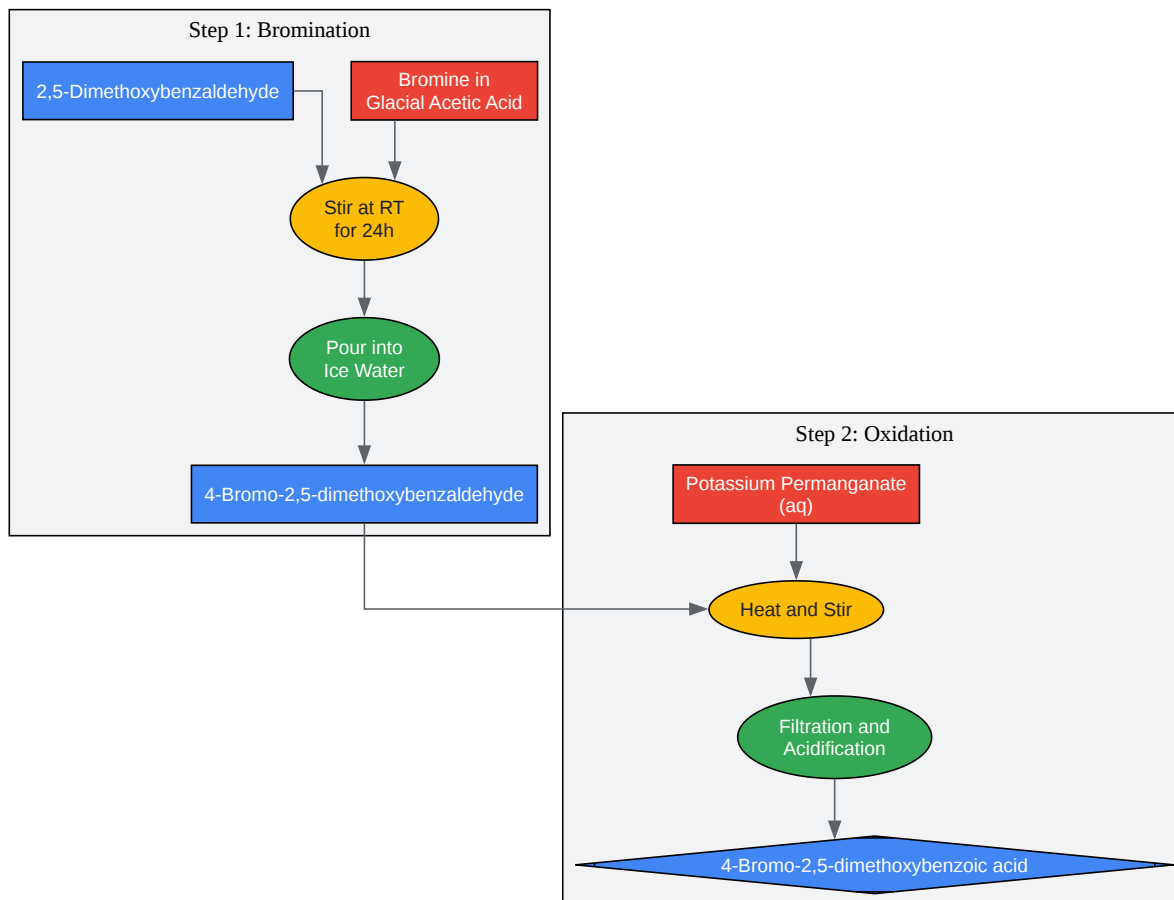 Step 1: Bromination
2,5-Dimethoxybenzaldehyde
Bromine in
Glacial Acetic Acid
Stir at RT
for 24h
Pour into
Ice Water
4-Bromo-2,5-dimethoxybenzaldehyde
Step 2: Oxidation
Potassium Permanganate
(aq)
Heat and Stir
Filtration and
Acidification
4-Bromo-2,5-dimethoxybenzoic acid